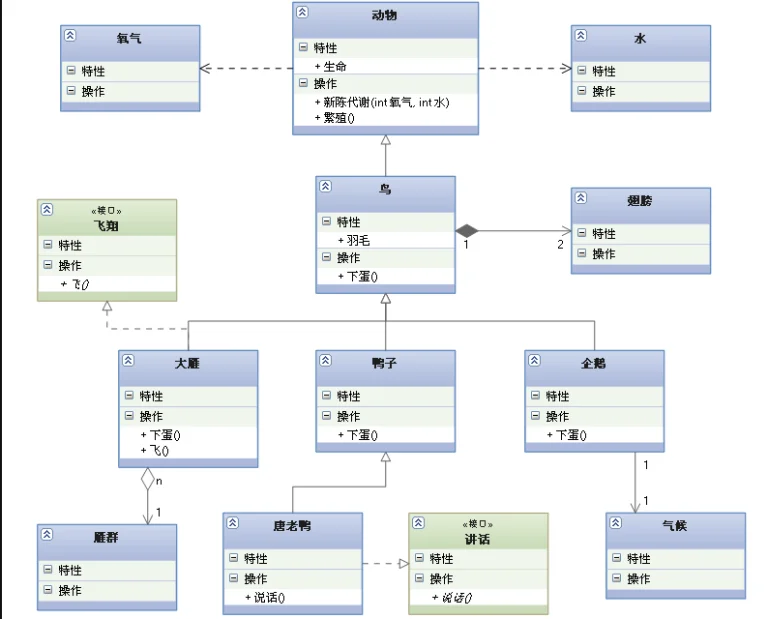 动物
特性
+ 生命
操作
+ 新陈代谢(int 氧气, int 水)
+ 繁殖()
氧气
特性
操作
水
特性
操作
鸟
特性
+ 羽毛
操作
+ 下蛋()
1
2
翅膀
特性
操作
«接口»
飞翔
特性
操作
+ 飞()
大雁
特性
操作
+ 下蛋()
+ 飞()
鸭子
特性
操作
+ 下蛋()
企鹅
特性
操作
+ 下蛋()
n
1
1
1
雁群
特性
操作
唐老鸭
特性
操作
+ 说话()
«接口»
讲话
特性
操作
+ 说话()
气候
特性
操作